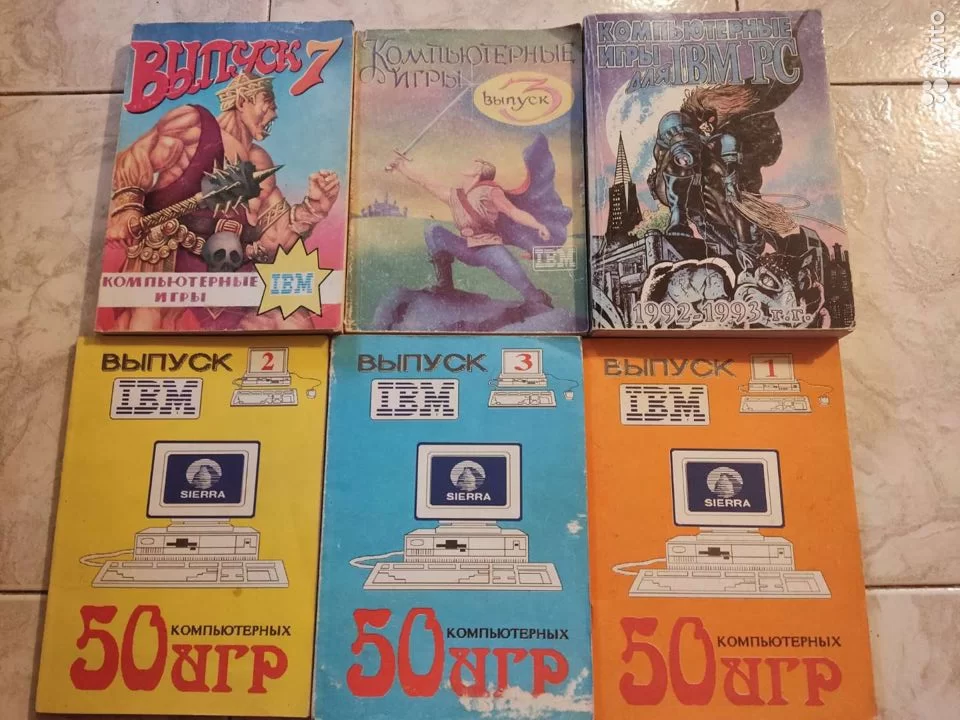 ВЫПУСК 7
КОМПЬЮТЕРНЫЕ
ИГРЫ
IBM
КОМПЬЮТЕРНЫЕ
ИГРЫ
Выпуск 3
IBM
КОМПЬЮТЕРНЫЕ
ИГРЫ для IBM PC
1992-1993 г.г.
Avito
ВЫПУСК 2
IBM
SIERRA
50 КОМПЬЮТЕРНЫХ
ИГР
ВЫПУСК 3
IBM
SIERRA
50 КОМПЬЮТЕРНЫХ
ИГР
ВЫПУСК 1
IBM
SIERRA
50 КОМПЬЮТЕРНЫХ
ИГР